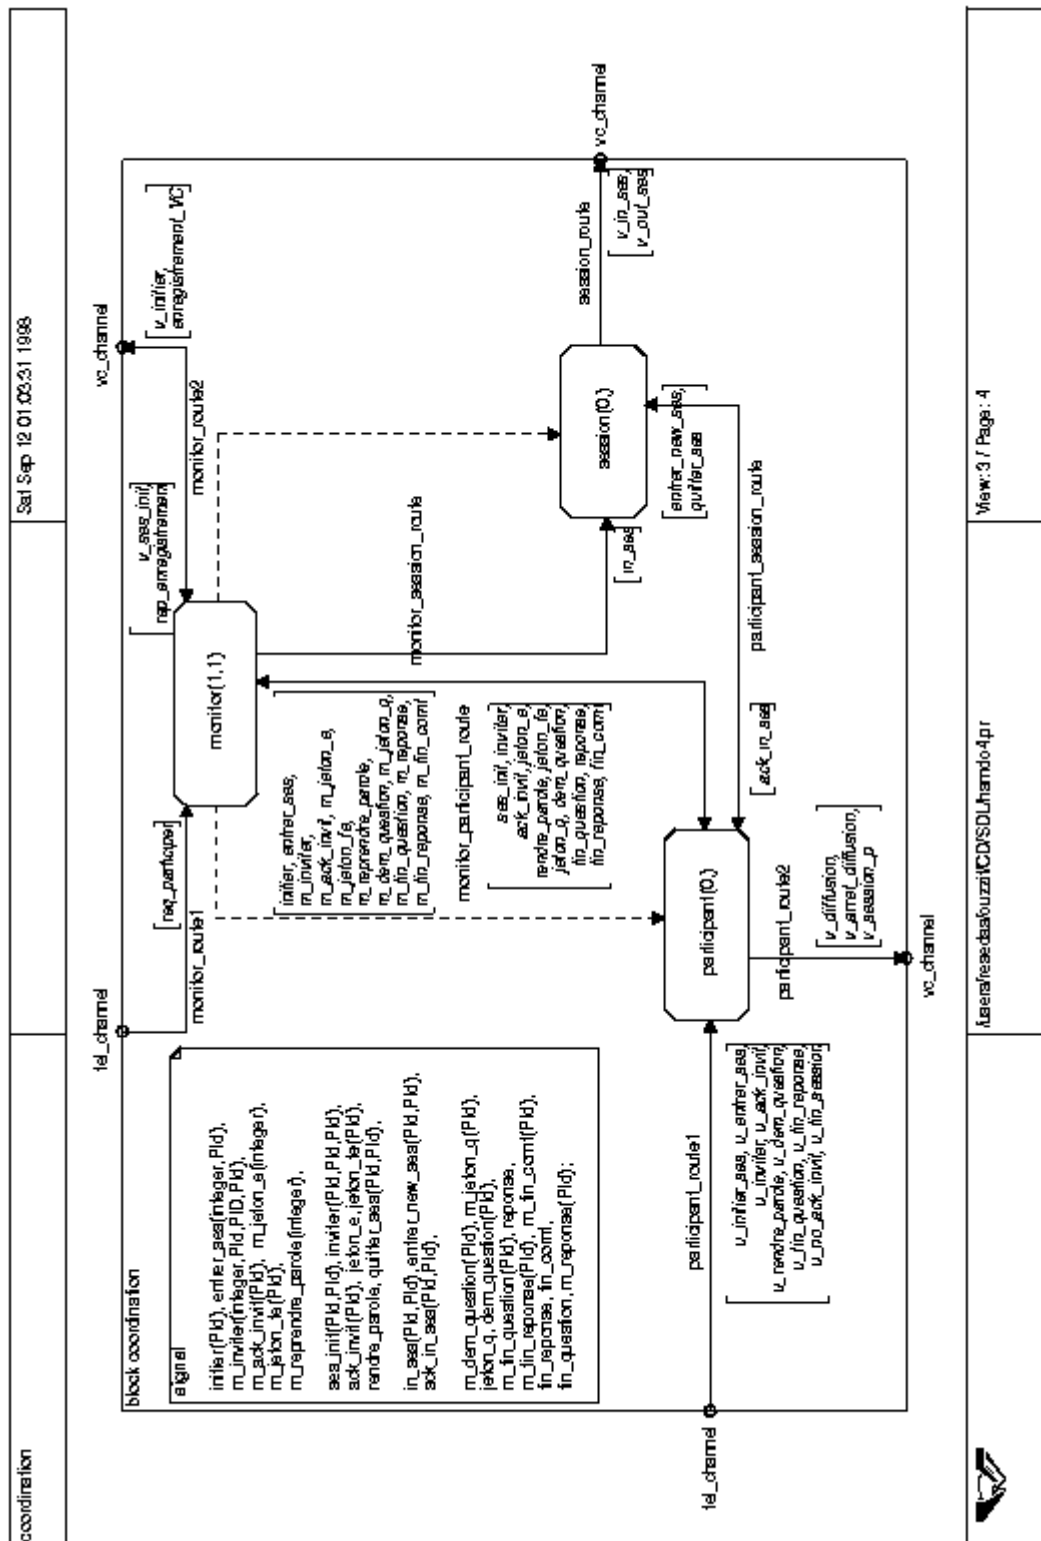 coordination
Sat Sep 12 01:03:31 1998
block coordination
signal
initier(PId), entrer_ses(integer,PId),
m_inviter(integer,PId,PID,PId),
m_ack_invit(PId), m_jeton_e(integer),
m_jeton_fe(PId),
m_reprendre_parole(integer),
ses_init(PId,PId), inviter(PId,PId,PId),
ack_invit(PId), jeton_e, jeton_fe(PId),
rendre_parole, quitter_ses(PId,PId),
in_ses(PId,PId), entrer_new_ses(PId,PId),
ack_in_ses(PId,PId),
m_dem_question(PId), m_jeton_q(PId),
jeton_q, dem_question(PId),
m_fin_question(PId), reponse,
m_fin_reponse(PId), m_fin_comt(PId),
fin_reponse, fin_comt,
fin_question, m_reponse(PId);
tel_channel
monitor_route1
[req_participer]
monitor(1,1)
v_ses_init,
rep_enregistrement
monitor_route2
vc_channel
v_initier,
enregistrement_VC
initier, entrer_ses,
m_inviter,
m_ack_invit, m_jeton_e,
m_jeton_fe,
m_reprendre_parole,
m_dem_question, m_jeton_q,
m_fin_question, m_reponse,
m_fin_reponse, m_fin_comt
monitor_participant_route
ses_init, inviter,
ack_invit, jeton_e,
rendre_parole, jeton_fe,
jeton_q, dem_question,
fin_question, reponse,
fin_reponse, fin_comt
monitor_session_route
[in_ses]
session(0,)
session_route
v_in_ses,
v_out_ses
vc_channel
entrer_new_ses,
quitter_ses
participant_session_route
[ack_in_ses]
participant(0,)
participant_route2
v_diffusion,
v_arret_diffusion,
v_session_p
vc_channel
tel_channel
participant_route1
u_initier_ses, u_entrer_ses,
u_inviter, u_ack_invit,
u_rendre_parole, u_dem_question,
u_fin_question, u_fin_reponse,
u_no_ack_invit, u_fin_session
View: 3 / Page: 4